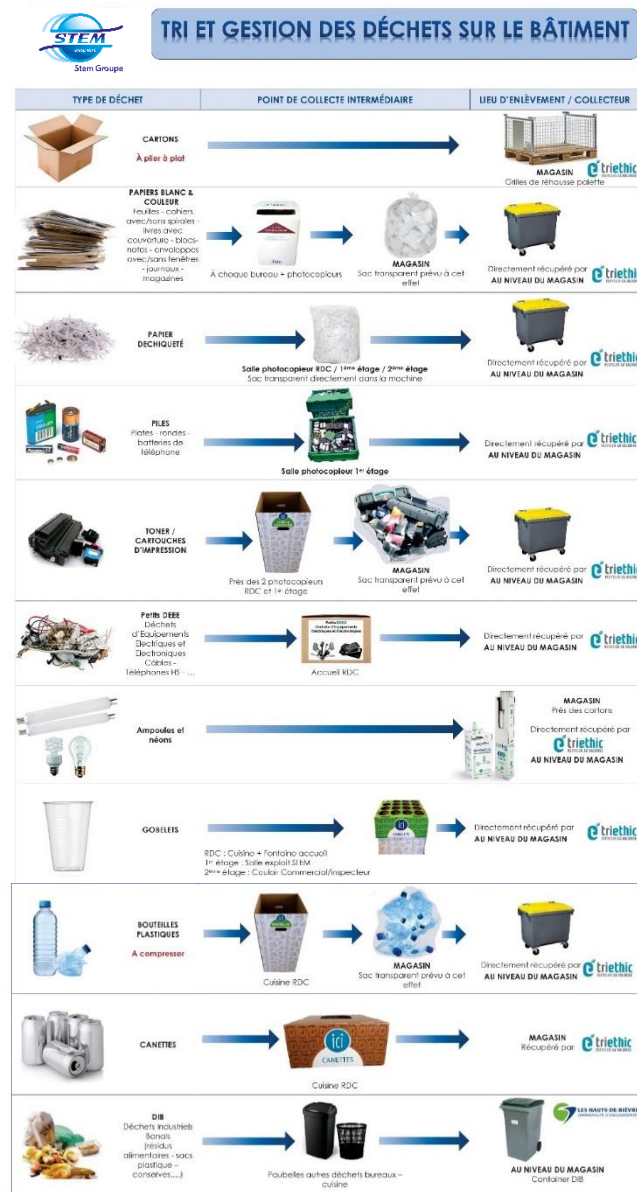 STEM
Stem Groupe
TRI ET GESTION DES DÉCHETS SUR LE BÂTIMENT
TYPE DE DÉCHET
POINT DE COLLECTE INTERMÉDIAIRE
LIEU D'ENLÈVEMENT / COLLECTEUR
CARTONS
À plier à plat
MAGASIN
Grilles de réhausse palette
triethic
PAPIERS BLANC &
COULEUR
Feuilles - cahiers
avec/sans spirales -
livres avec
couverture - blocs-
notes - enveloppes
avec/sans fenêtres
- journaux -
magazines
À chaque bureau + photocopieurs
MAGASIN
Sac transparent prévu à cet
effet
Directement récupéré par
AU NIVEAU DU MAGASIN
triethic
PAPIER
DECHIQUETÉ
Salle photocopieur RDC / 1ème étage / 2ème étage
Sac transparent directement dans la machine
Directement récupéré par
AU NIVEAU DU MAGASIN
triethic
PILES
Plates - rondes -
batteries de
téléphone
Salle photocopieur 1er étage
Directement récupéré par
AU NIVEAU DU MAGASIN
triethic
TONER /
CARTOUCHES
D'IMPRESSION
Près des 2 photocopieurs
RDC et 1er étage
MAGASIN
Sac transparent prévu à cet
effet
Directement récupéré par
AU NIVEAU DU MAGASIN
triethic
Petits DEEE
Déchets
d'Equipements
Electriques et
Electroniques
Câbles -
Téléphones HS - ...
Accueil RDC
Directement récupéré par
AU NIVEAU DU MAGASIN
triethic
Ampoules et
néons
MAGASIN
Près des cartons
Directement récupéré par
triethic
AU NIVEAU DU MAGASIN
GOBELETS
RDC : Cuisine + Fontaine accueil
1er étage : Salle exploit STEM
2ème étage : Couloir Commercial/inspecteur
ici
Directement récupéré par
AU NIVEAU DU MAGASIN
triethic
BOUTEILLES
PLASTIQUES
A compresser
Cuisine RDC
MAGASIN
Sac transparent prévu à cet
effet
Directement récupéré par
AU NIVEAU DU MAGASIN
triethic
CANETTES
ici
CANETTES
Cuisine RDC
MAGASIN
Récupéré par
triethic
DIB
Déchets industriels
Banals
(résidus
alimentaires - sacs
plastique –
conserves....)
Poubelles autres déchets bureaux –
cuisine
LES HAUTS-DE-BIÈVRE
AU NIVEAU DU MAGASIN
Container DIB